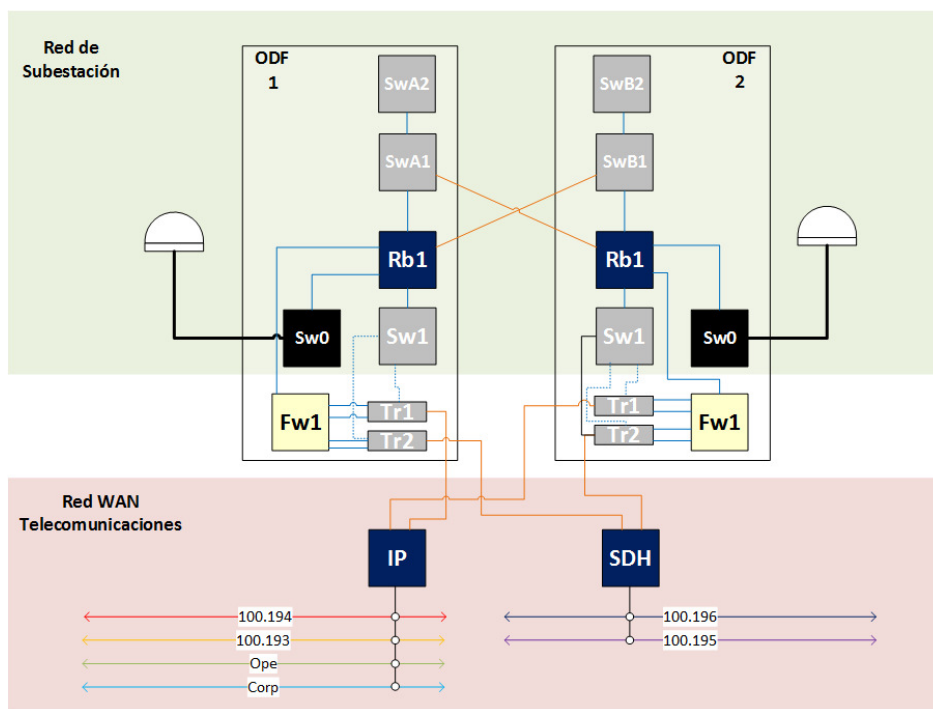 Red de
Subestación
ODF
1
ODF
2
SwA2
SwB2
SwA1
SwB1
Rb1
Rb1
Sw0
Sw1
Sw1
Sw0
Fw1
Tr1
Tr2
Tr1
Tr2
Fw1
Red WAN
Telecomunicaciones
IP
SDH
100.194
100.193
Ope
Corp
100.196
100.195